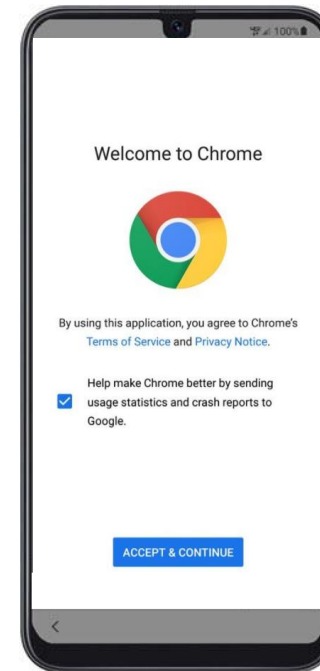 100%
Welcome to Chrome
By using this application, you agree to Chrome's
Terms of Service and Privacy Notice.
Help make Chrome better by sending
usage statistics and crash reports to
Google.
ACCEPT & CONTINUE